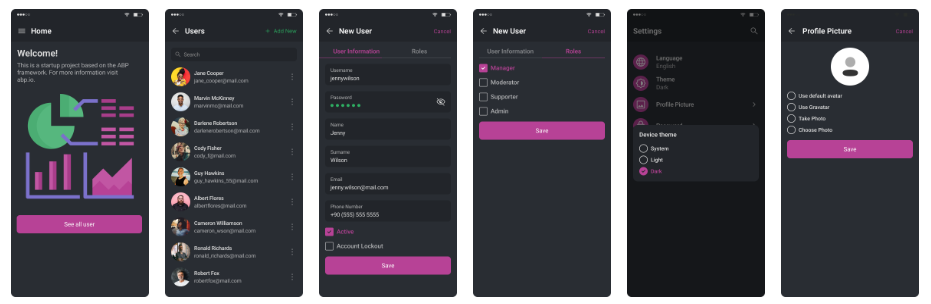 Home
Welcome!
This is a startup project based on the ABP
framework. For more information visit
abp.io.
See all user
Users
+ Add New
Search
Jane Cooper
jane_cooper@mail.com
Marvin McKinney
marvinmc@mail.com
Darlene Robertson
darlenerobertson@mail.com
Cody Fisher
cody_f@mail.com
Guy Hawkins
guy_hawkins_55@mail.com
Albert Flores
albertflores@mail.com
Cameron Williamson
cameron_wson@mail.com
Ronald Richards
ronald_richards@mail.com
Robert Fox
robertfox@mail.com
New User
Cancel
User Information
Roles
Username
jennywilson
Password
Name
Jenny
Surname
Wilson
Email
jenny.wilson@mail.com
Phone Number
+90 (555) 555 5555
Active
Account Lockout
Save
New User
Cancel
User Information
Roles
Manager
Moderator
Supporter
Admin
Save
Settings
Language
English
Theme
Dark
Profile Picture
Device theme
System
Light
Dark
Profile Picture
Cancel
Use default avatar
Use Gravatar
Take Photo
Choose Photo
Save